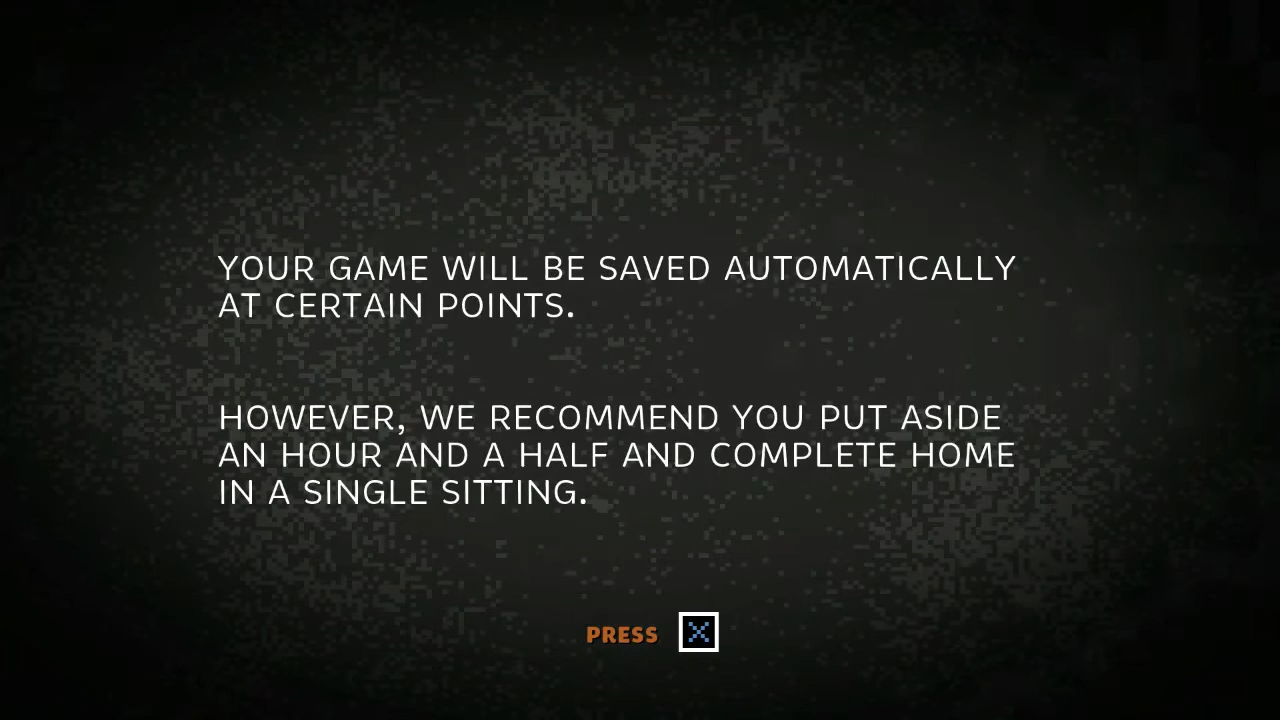 YOUR GAME WILL BE SAVED AUTOMATICALLY
AT CERTAIN POINTS.
HOWEVER, WE RECOMMEND YOU PUT ASIDE
AN HOUR AND A HALF AND COMPLETE HOME
IN A SINGLE SITTING.
PRESS X